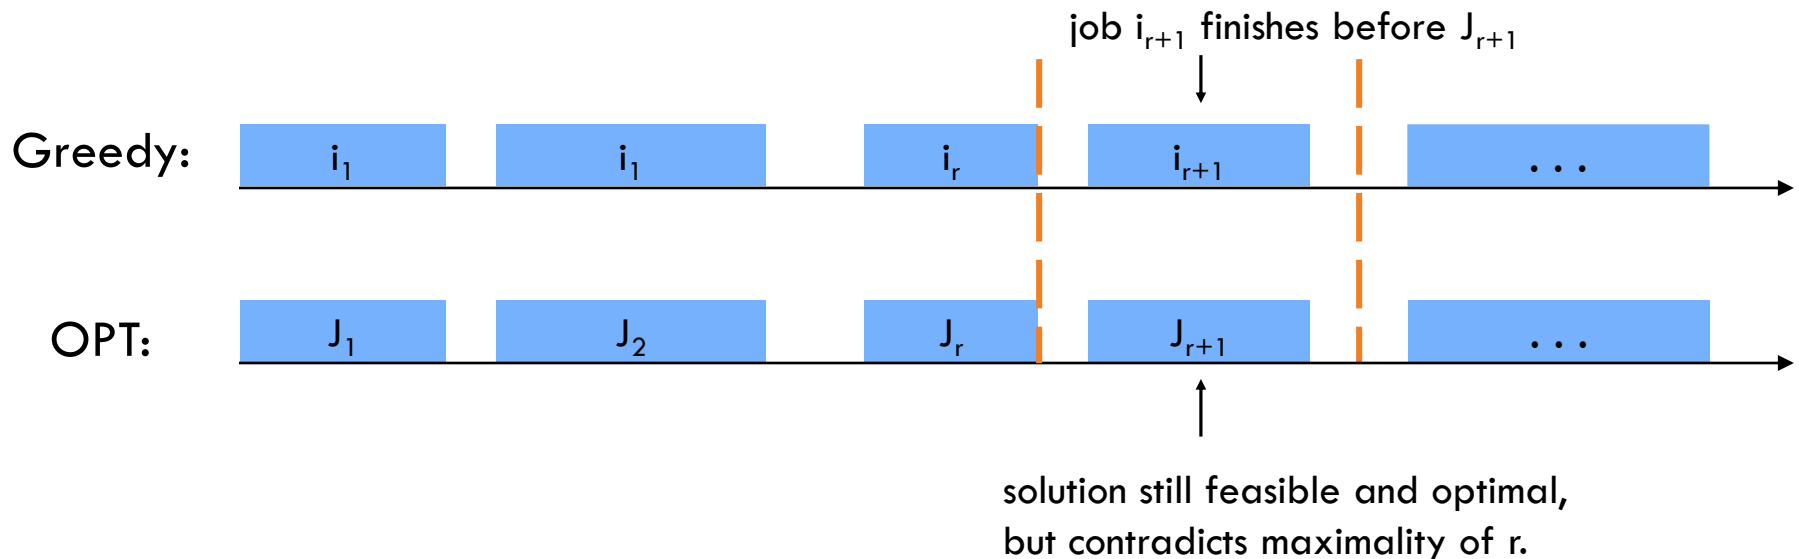 job i_{r+1} finishes before J_{r+1}
Greedy: i_1 i_1 i_r i_{r+1} . . .
OPT: J_1 J_2 J_r J_{r+1} . . .
solution still feasible and optimal,
but contradicts maximality of r.